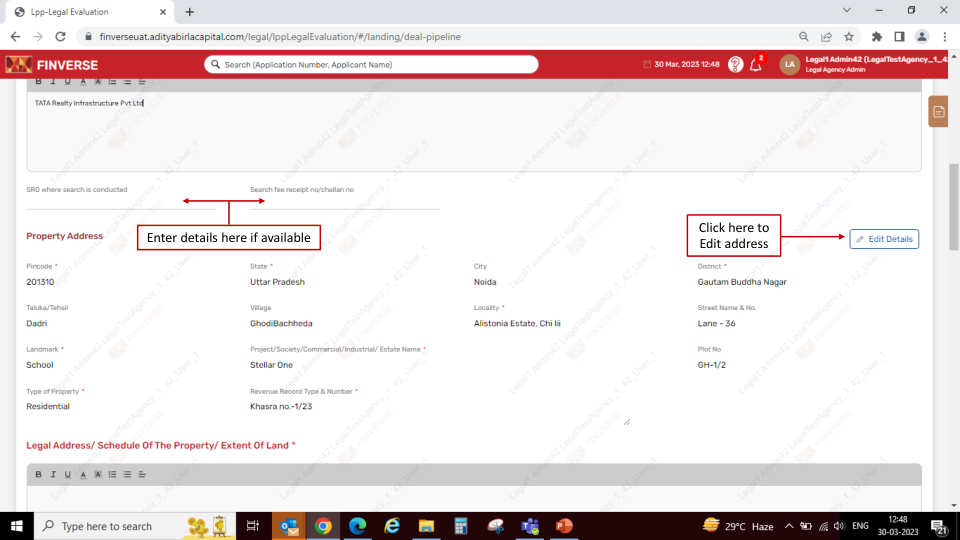 Lpp-Legal Evaluation
finverseuat.adityabirlacapital.com/legal/lppLegalEvaluation/#/landing/deal-pipeline
FINVERSE
Search (Application Number, Applicant Name)
30 Mar, 2023 12:48
2
LA
Legal1 Admin42 (LegalTestAgency_1_4
Legal Agency Admin
B I U A A
TATA Realty Infrastructure Pvt Ltd
SRO where search is conducted
Search fee receipt no/challan no
Enter details here if available
Click here to
Edit address
Property Address
Edit Details
Pincode * State * City District *
201310 Uttar Pradesh Noida Gautam Buddha Nagar
Taluka/Tehsil Village Locality * Street Name & No.
Dadri GhodiBachheda Alistonia Estate, Chi Iii Lane - 36
Landmark * Project/Society/Commercial/Industrial/ Estate Name * Plot No
School Stellar One GH-1/2
Type of Property * Revenue Record Type & Number *
Residential Khasra no.-1/23
Legal Address/ Schedule Of The Property/ Extent Of Land *
B I U A A
Type here to search
29°C Haze
ENG
12:48
30-03-2023
21